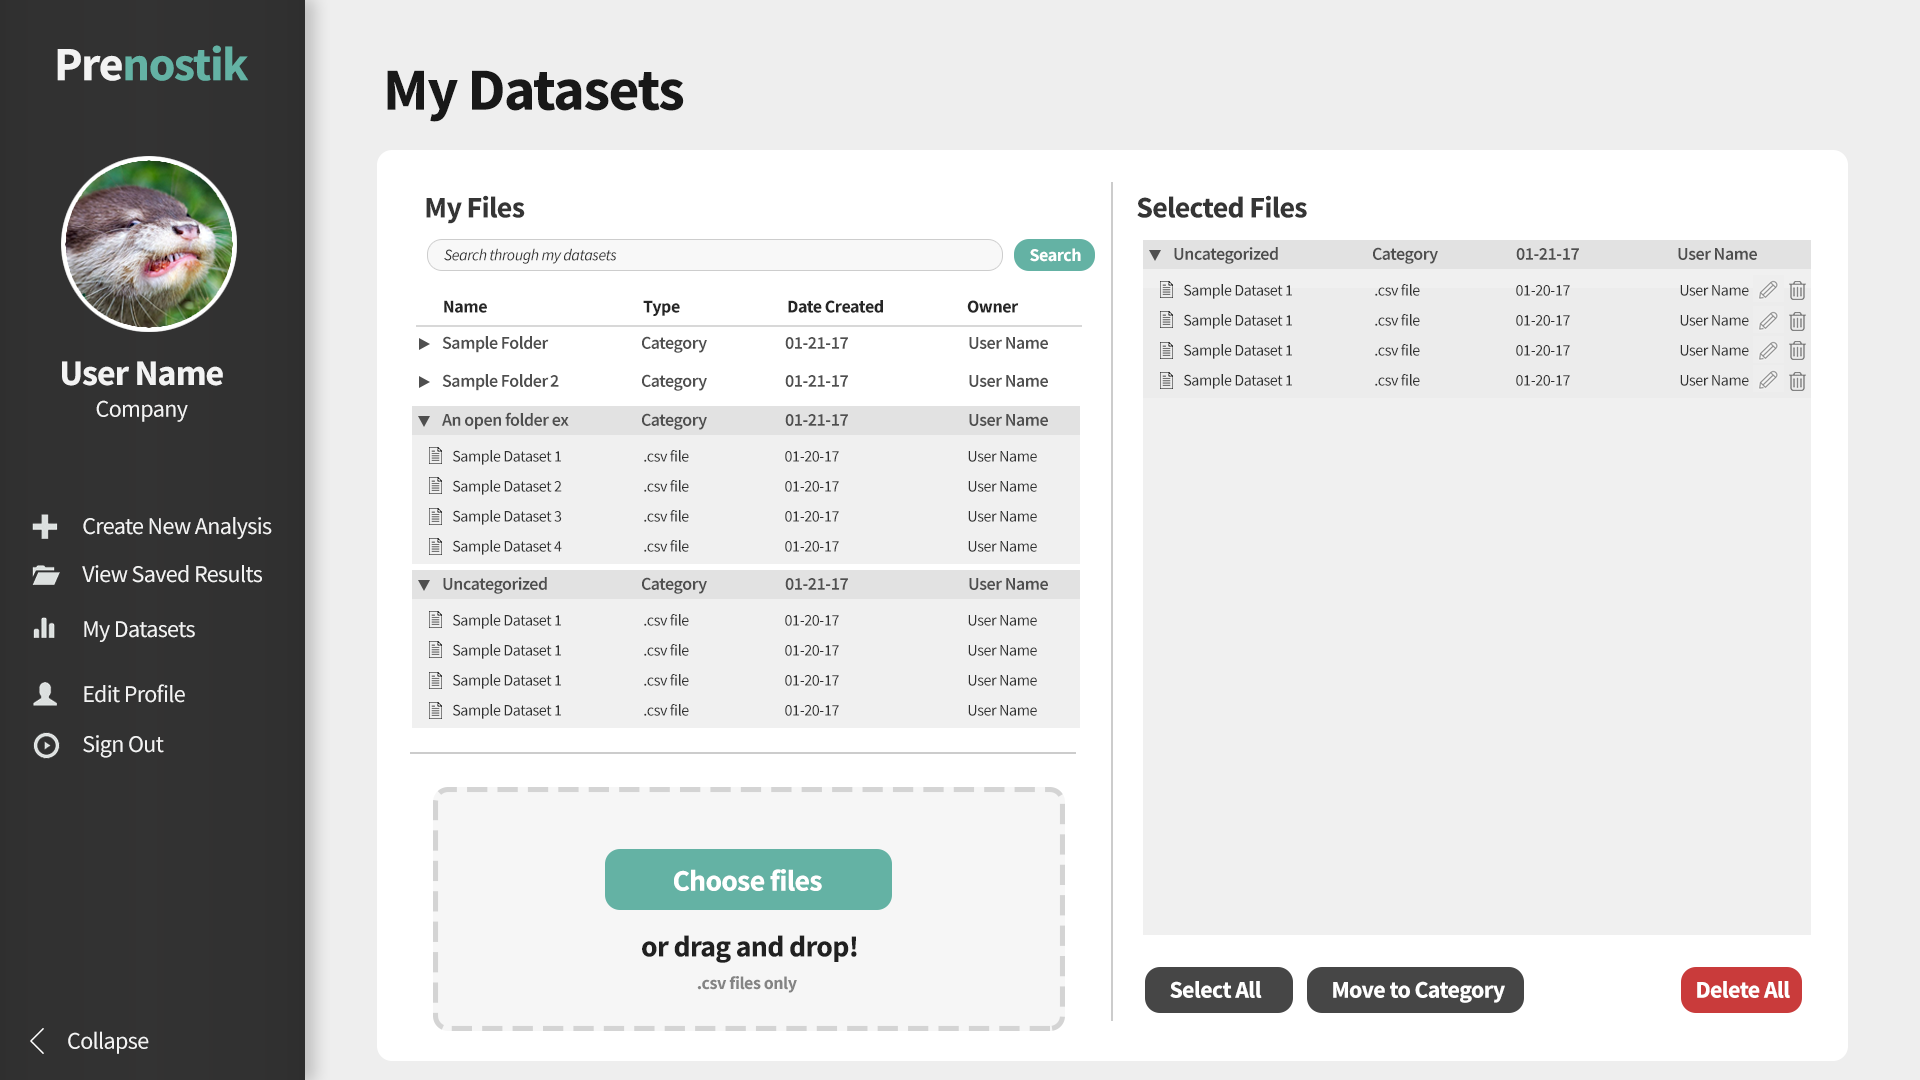 Prenostik
User Name
Company
Create New Analysis
View Saved Results
My Datasets
Edit Profile
Sign Out
Collapse
My Datasets
My Files
Search through my datasets
Search
Name Type Date Created Owner
Sample Folder Category 01-21-17 User Name
Sample Folder 2 Category 01-21-17 User Name
An open folder ex Category 01-21-17 User Name
Sample Dataset 1 .csv file 01-20-17 User Name
Sample Dataset 2 .csv file 01-20-17 User Name
Sample Dataset 3 .csv file 01-20-17 User Name
Sample Dataset 4 .csv file 01-20-17 User Name
Uncategorized Category 01-21-17 User Name
Sample Dataset 1 .csv file 01-20-17 User Name
Sample Dataset 1 .csv file 01-20-17 User Name
Sample Dataset 1 .csv file 01-20-17 User Name
Sample Dataset 1 .csv file 01-20-17 User Name
Choose files
or drag and drop!
.csv files only
Selected Files
Uncategorized Category 01-21-17 User Name
Sample Dataset 1 .csv file 01-20-17 User Name
Sample Dataset 1 .csv file 01-20-17 User Name
Sample Dataset 1 .csv file 01-20-17 User Name
Sample Dataset 1 .csv file 01-20-17 User Name
Select All
Move to Category
Delete All